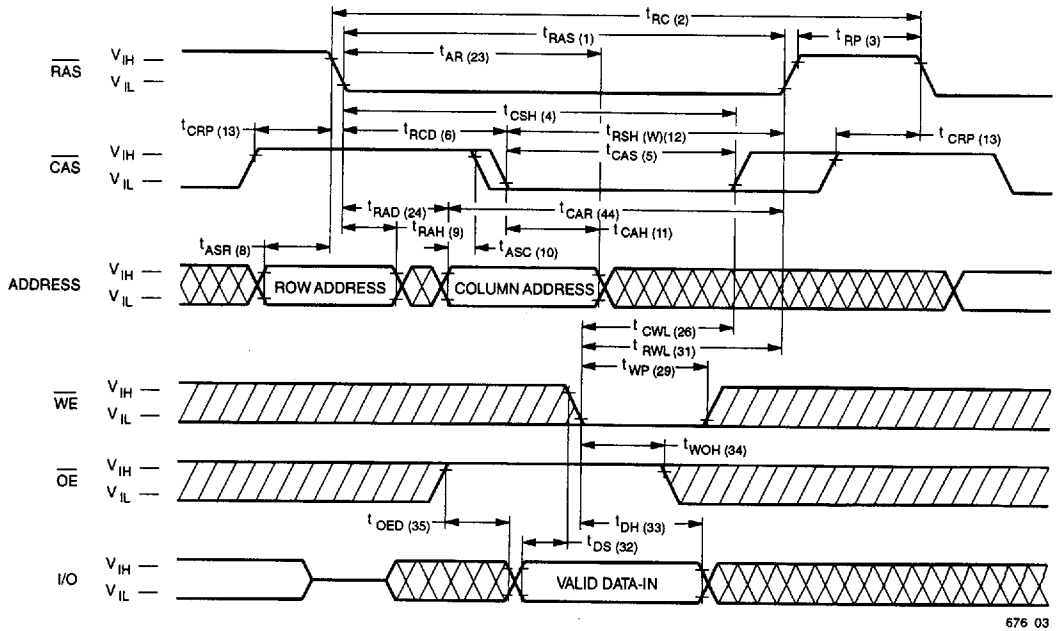 t RC (2)
t RAS (1)
t AR (23)
t RP (3)
RAS
V IH
V IL
t CSH (4)
t CRP (13)
t RCD (6)
t RSH (W)(12)
t CRP (13)
CAS
V IH
V IL
t CAS (5)
t RAD (24)
t CAR (44)
t RAH (9)
t CAH (11)
t ASR (8)
t ASC (10)
ADDRESS
V IH
V IL
ROW ADDRESS
COLUMN ADDRESS
t CWL (26)
t RWL (31)
t WP (29)
WE
V IH
V IL
t WOH (34)
OE
V IH
V IL
t OED (35)
t DH (33)
t DS (32)
I/O
V IH
V IL
VALID DATA-IN
676 03